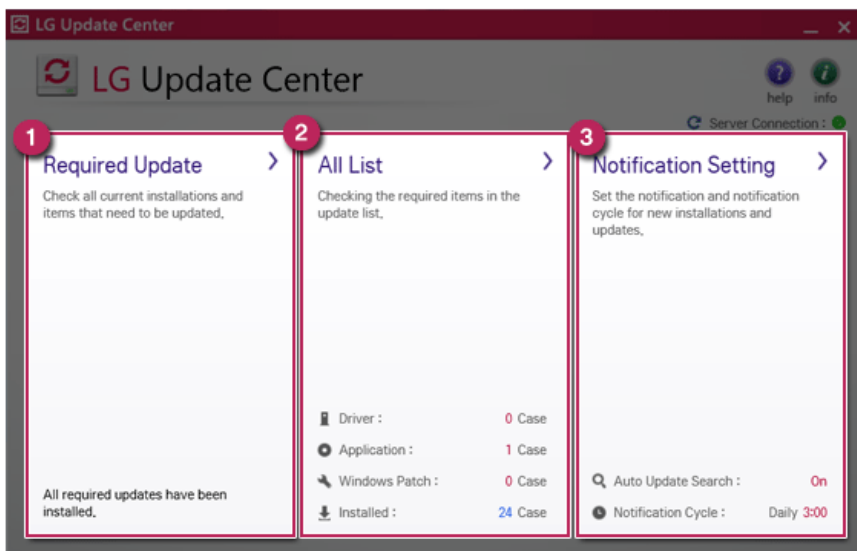 LG Update Center
LG Update Center
help info
Server Connection :
1
Required Update
Check all current installations and
items that need to be updated.
All required updates have been
installed.
2
All List
Checking the required items in the
update list.
Driver : 0 Case
Application : 1 Case
Windows Patch : 0 Case
Installed : 24 Case
3
Notification Setting
Set the notification and notification
cycle for new installations and
updates.
Auto Update Search : On
Notification Cycle : Daily 3:00